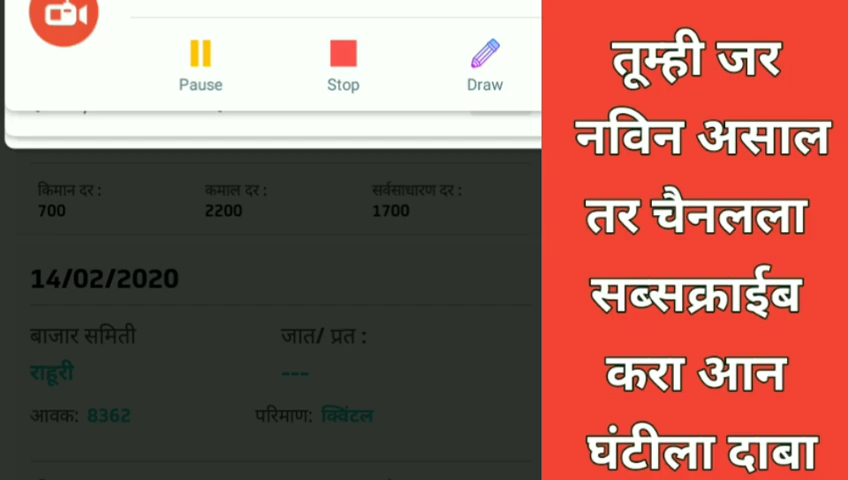 Pause Stop Draw
किमान दर : कमाल दर : सर्वसाधारण दर :
700 2200 1700
14/02/2020
बाजार समिती जात/ प्रत :
राहूरी ---
आवक: 8362 परिमाण: क्विंटल
तूम्ही जर
नविन असाल
तर चैनलला
सब्सक्राईब
करा आन
घंटीला दाबा